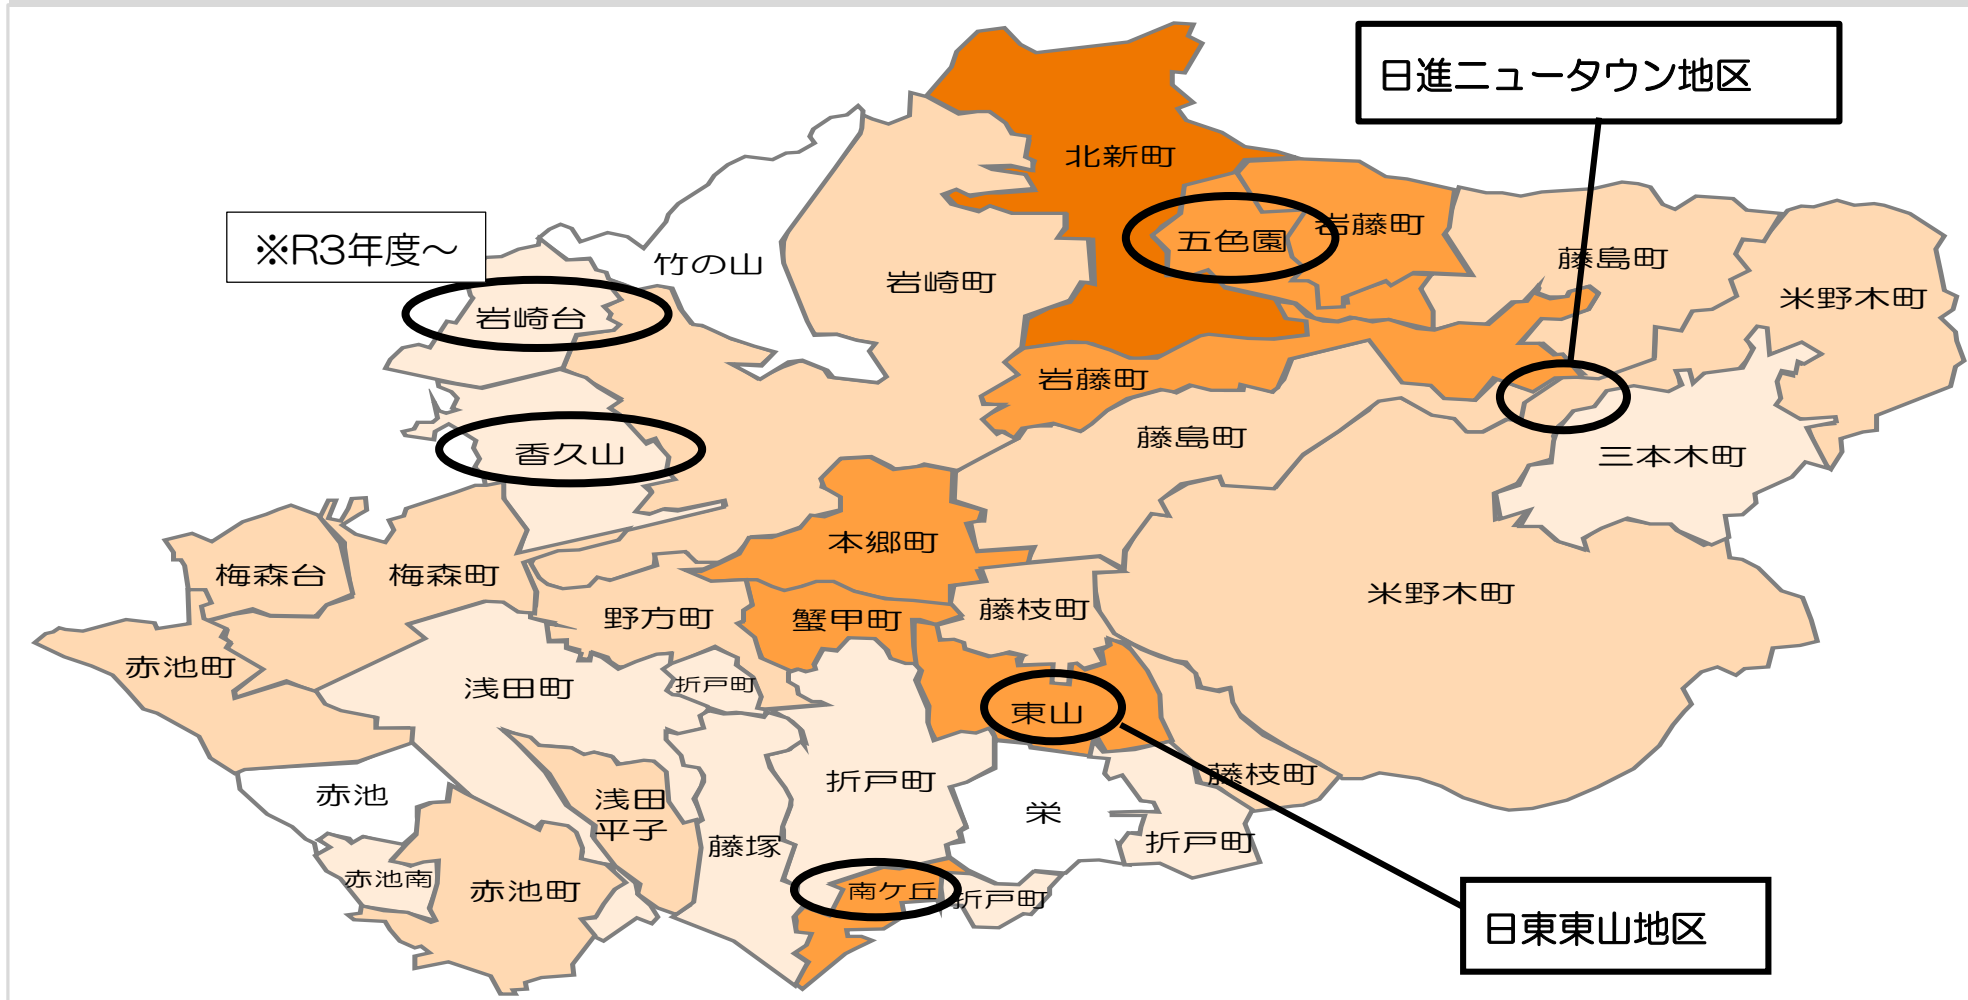 日進ニュータウン地区
北新町
岩藤町
五色園
※R3年度～
竹の山
岩崎町
藤島町
米野木町
岩崎台
岩藤町
藤島町
香久山
三本木町
本郷町
梅森台
梅森町
米野木町
藤枝町
野方町
蟹甲町
赤池町
浅田町
折戸町
東山
藤枝町
折戸町
赤池
浅田
平子
栄
藤塚
折戸町
赤池南
赤池町
南ケ丘
折戸町
日東東山地区